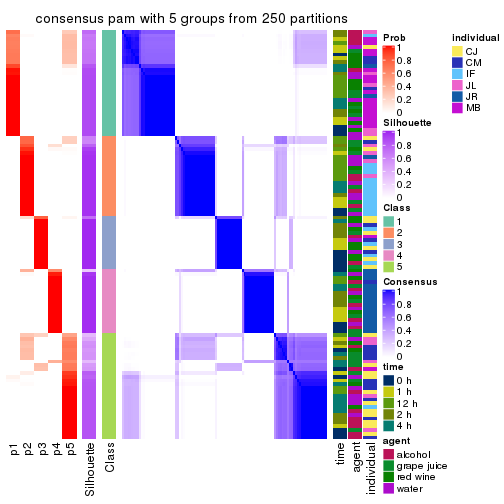 consensus pam with 5 groups from 250 partitions
p1
p2
p3
p4
p5
Silhouette
Class
time
agent
individual
Prob
1
0.8
0.6
0.4
0.2
0
Silhouette
1
0.8
0.6
0.4
0.2
0
Class
1
2
3
4
5
Consensus
1
0.8
0.6
0.4
0.2
0
time
0 h
1 h
12 h
2 h
4 h
agent
alcohol
grape juice
red wine
water
individual
CJ
CM
IF
JL
JR
MB